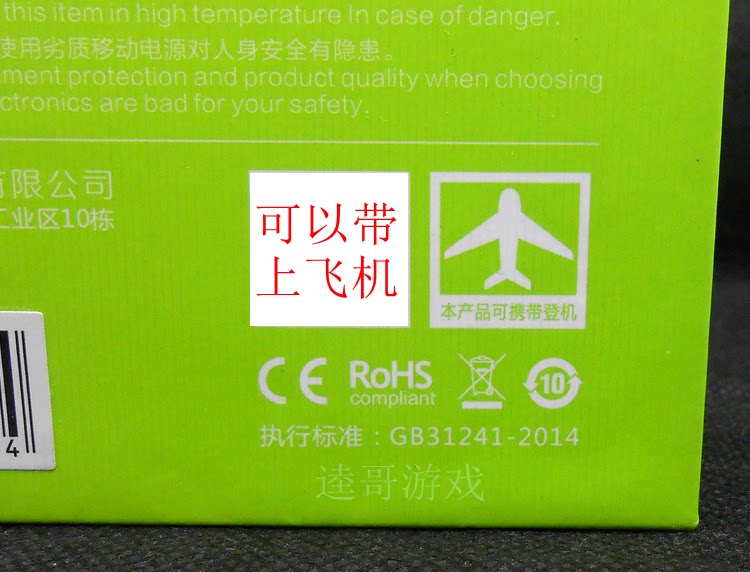 this item in high temperature In case of danger.
使用劣质移动电源对人身安全有隐患。
ment protection and product quality when choosing
ctronics are bad for your safety.
有限公司
工业区10栋
可以带
上飞机
本产品可携带登机
CE RoHS
compliant
10
4
执行标准：GB31241-2014
逵哥游戏